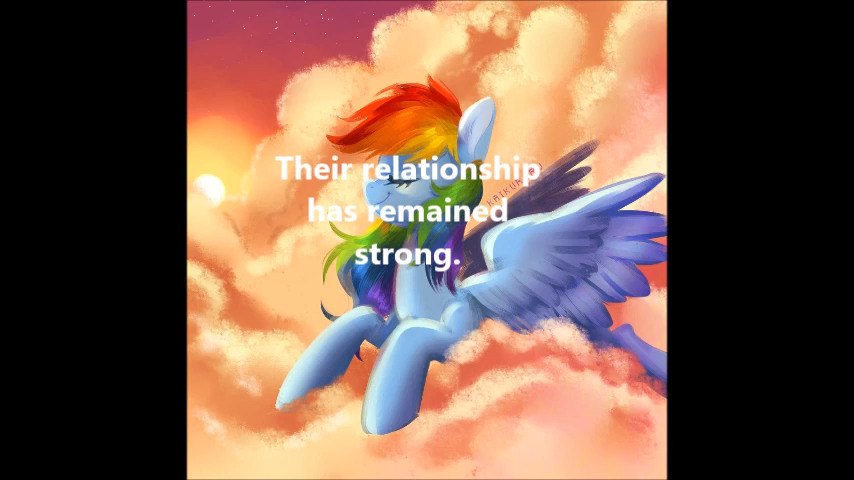 Their relationship
has remained
strong.